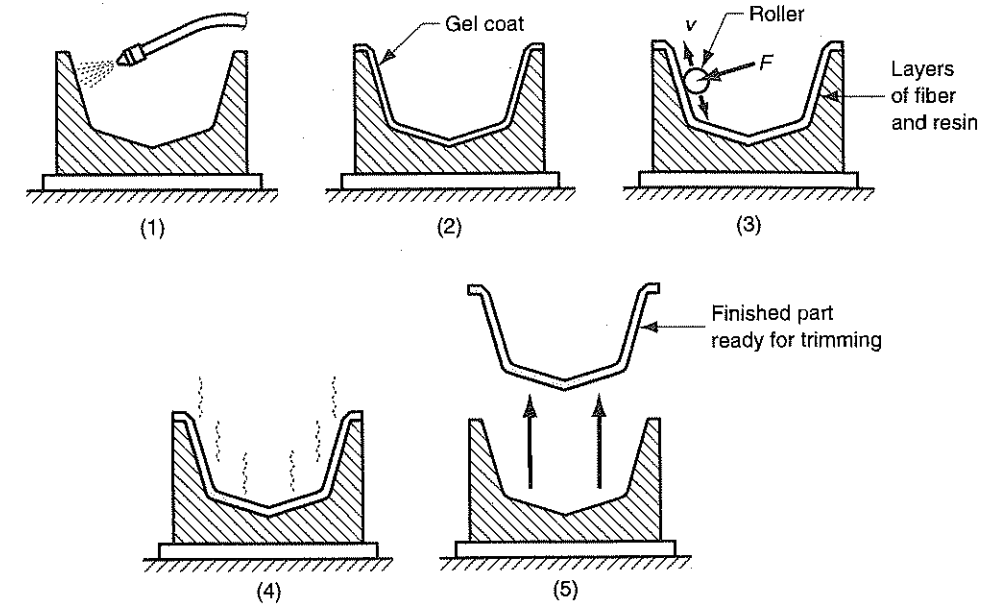 Gel coat
v
Roller
F
Layers
of fiber
and resin
(1)
(2)
(3)
Finished part
ready for trimming
(4)
(5)